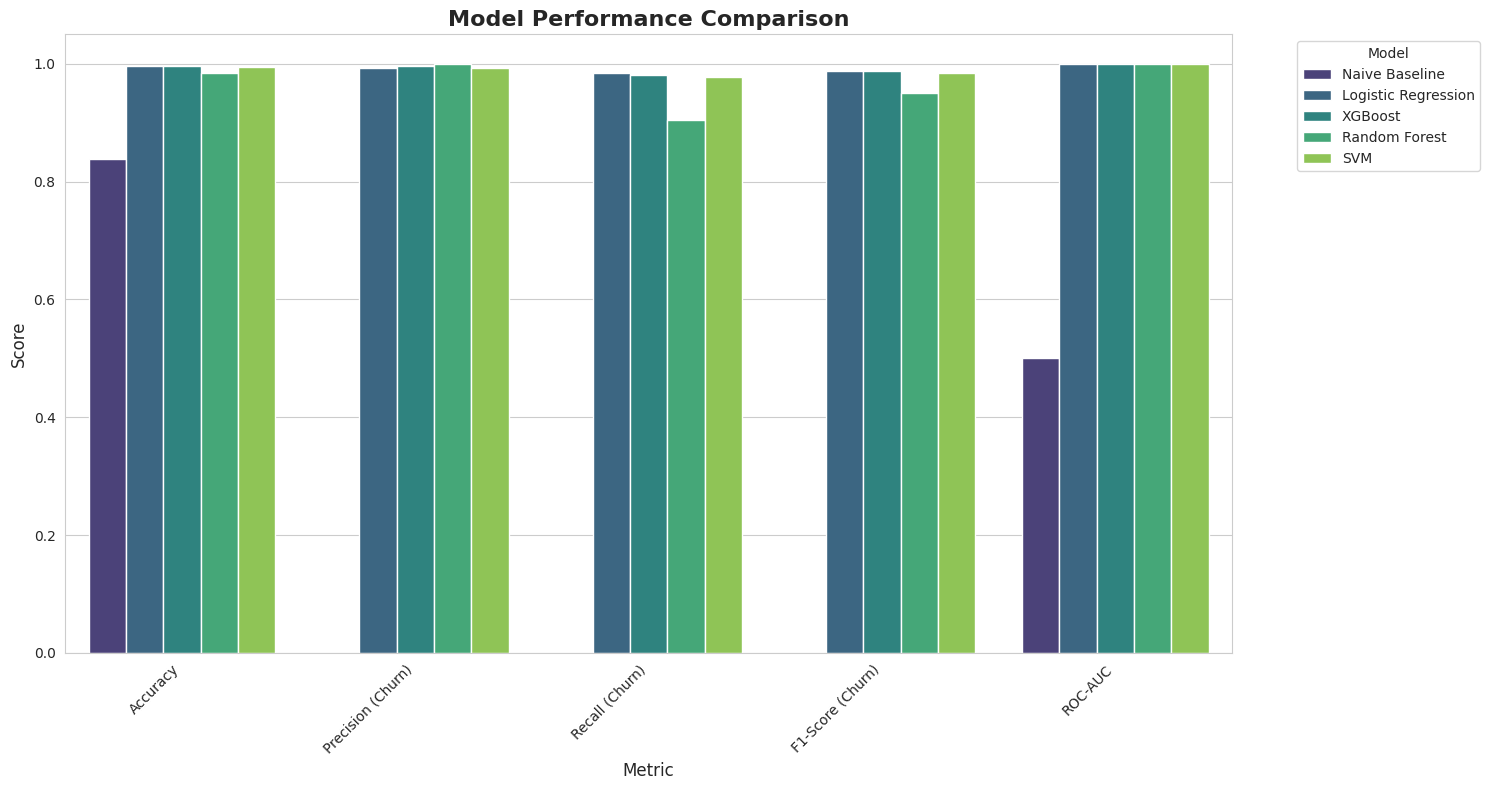 Model Performance Comparison
Score
1.0
0.8
0.6
0.4
0.2
0.0
Accuracy
Precision (Churn)
Recall (Churn)
F1-Score (Churn)
ROC-AUC
Metric
Model
Naive Baseline
Logistic Regression
XGBoost
Random Forest
SVM